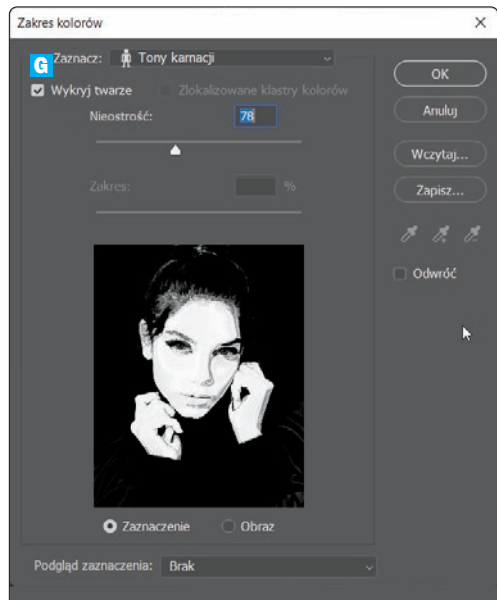 Zakres kolorów
G Zaznacz: Tony karnacji
OK
Wykryj twarze Zlokalizowane klastry kolorów
Anuluj
Nieostrość: 78
Wczytaj...
Zakres: %
Zapisz...
Odwróć
Zaznaczenie Obraz
Podgląd zaznaczenia: Brak